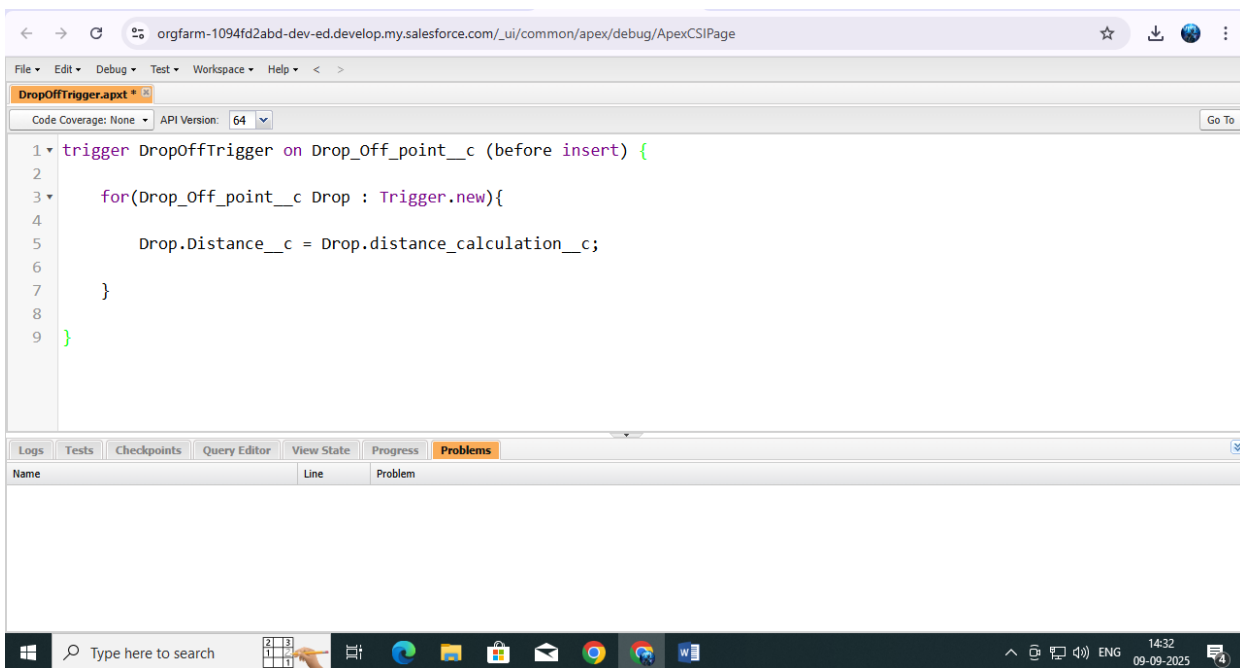 orgfarm-1094fd2abd-dev-ed.develop.my.salesforce.com/_ui/common/apex/debug/ApexCSIPage
File Edit Debug Test Workspace Help < >
DropOffTrigger.apxt *
Code Coverage: None API Version: 64 Go To
1 trigger DropOffTrigger on Drop_Off_point__c (before insert) {
2
3 for(Drop_Off_point__c Drop : Trigger.new){
4
5 Drop.Distance__c = Drop.distance_calculation__c;
6
7 }
8
9 }
Logs Tests Checkpoints Query Editor View State Progress Problems
Name Line Problem
Type here to search ENG 14:32
09-09-2025 4